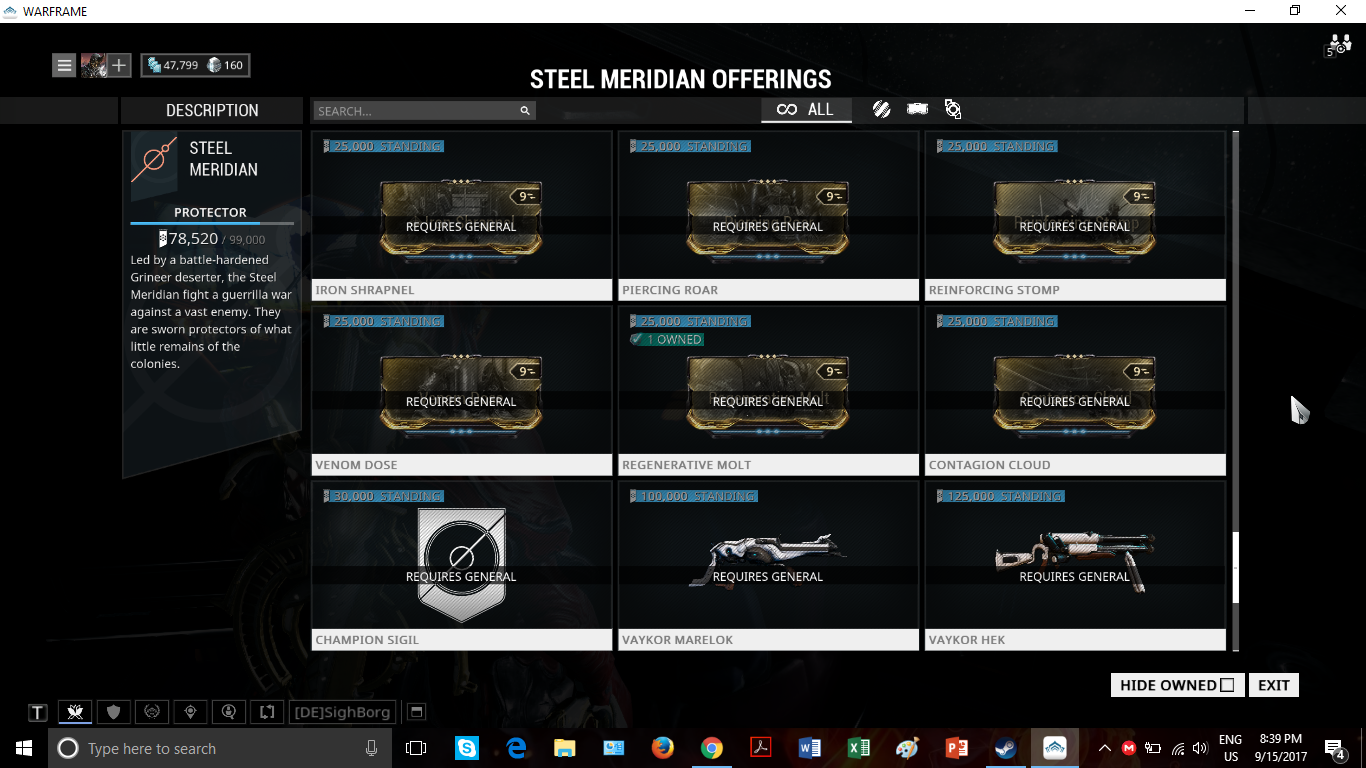 WARFRAME
5
47,799 160
STEEL MERIDIAN OFFERINGS
DESCRIPTION
SEARCH...
ALL
STEEL
MERIDIAN
PROTECTOR
78,520 / 99,000
Led by a battle-hardened
Grineer deserter, the Steel
Meridian fight a guerrilla war
against a vast enemy. They
are sworn protectors of what
little remains of the
colonies.
25,000 STANDING
9
REQUIRES GENERAL
IRON SHRAPNEL
25,000 STANDING
9
REQUIRES GENERAL
PIERCING ROAR
25,000 STANDING
9
REQUIRES GENERAL
REINFORCING STOMP
25,000 STANDING
9
REQUIRES GENERAL
VENOM DOSE
25,000 STANDING
1 OWNED
9
REQUIRES GENERAL
REGENERATIVE MOLT
25,000 STANDING
9
REQUIRES GENERAL
CONTAGION CLOUD
30,000 STANDING
REQUIRES GENERAL
CHAMPION SIGIL
100,000 STANDING
REQUIRES GENERAL
VAYKOR MARELOK
125,000 STANDING
REQUIRES GENERAL
VAYKOR HEK
HIDE OWNED
EXIT
T
[DE]SighBorg
Type here to search
ENG
US
8:39 PM
9/15/2017
4